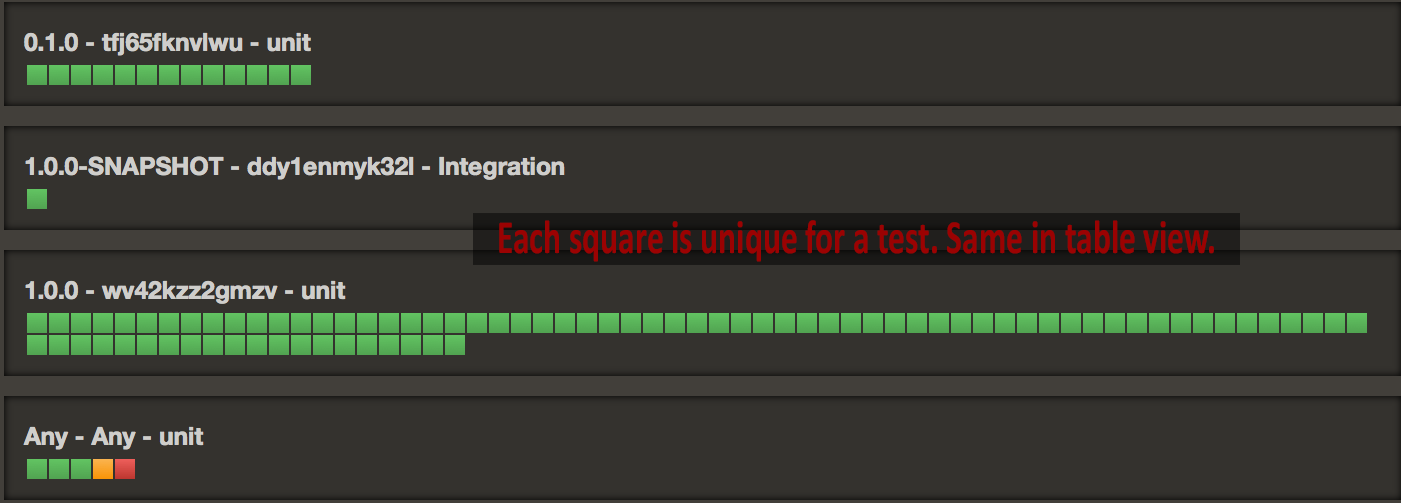 0.1.0 - tfj65fknvlwu - unit
1.0.0-SNAPSHOT - ddy1enmyk32l - Integration
Each square is unique for a test. Same in table view.
1.0.0 - wv42kzz2gmzv - unit
Any - Any - unit